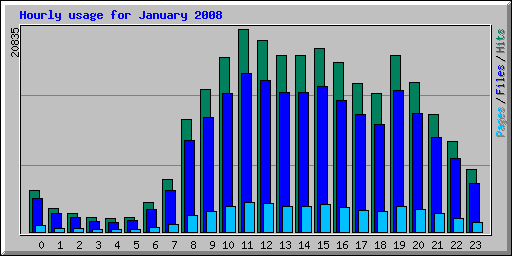 Hourly usage for January 2008
20835
Pages / Files / Hits
0 1 2 3 4 5 6 7 8 9 10 11 12 13 14 15 16 17 18 19 20 21 22 23